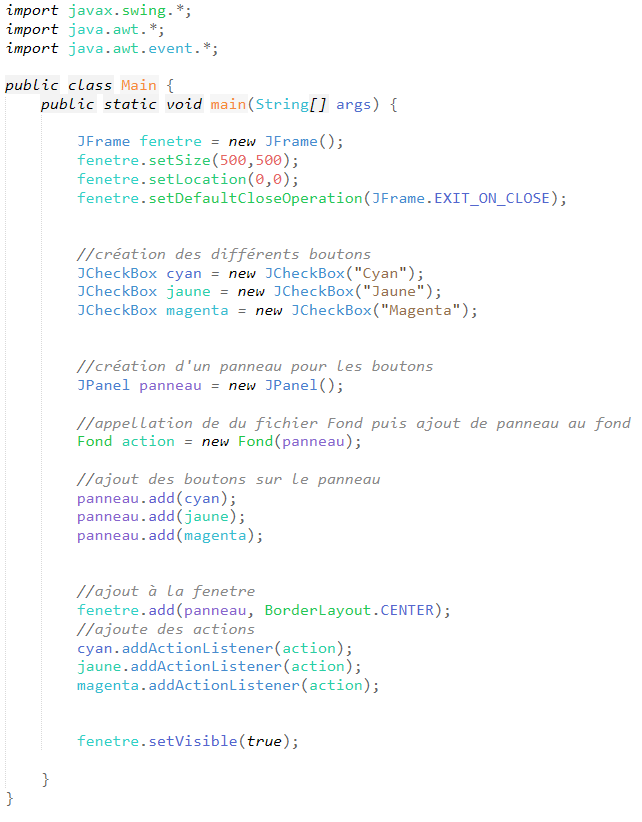 import javax.swing.*;
import java.awt.*;
import java.awt.event.*;
public class Main {
public static void main(String[] args) {
JFrame fenetre = new JFrame();
fenetre.setSize(500,500);
fenetre.setLocation(0,0);
fenetre.setDefaultCloseOperation(JFrame.EXIT_ON_CLOSE);
//création des différents boutons
JCheckBox cyan = new JCheckBox("Cyan");
JCheckBox jaune = new JCheckBox("Jaune");
JCheckBox magenta = new JCheckBox("Magenta");
//création d'un panneau pour les boutons
JPanel panneau = new JPanel();
//appellation de du fichier Fond puis ajout de panneau au fond
Fond action = new Fond(panneau);
//ajout des boutons sur le panneau
panneau.add(cyan);
panneau.add(jaune);
panneau.add(magenta);
//ajout à la fenetre
fenetre.add(panneau, BorderLayout.CENTER);
//ajoute des actions
cyan.addActionListener(action);
jaune.addActionListener(action);
magenta.addActionListener(action);
fenetre.setVisible(true);
}
}